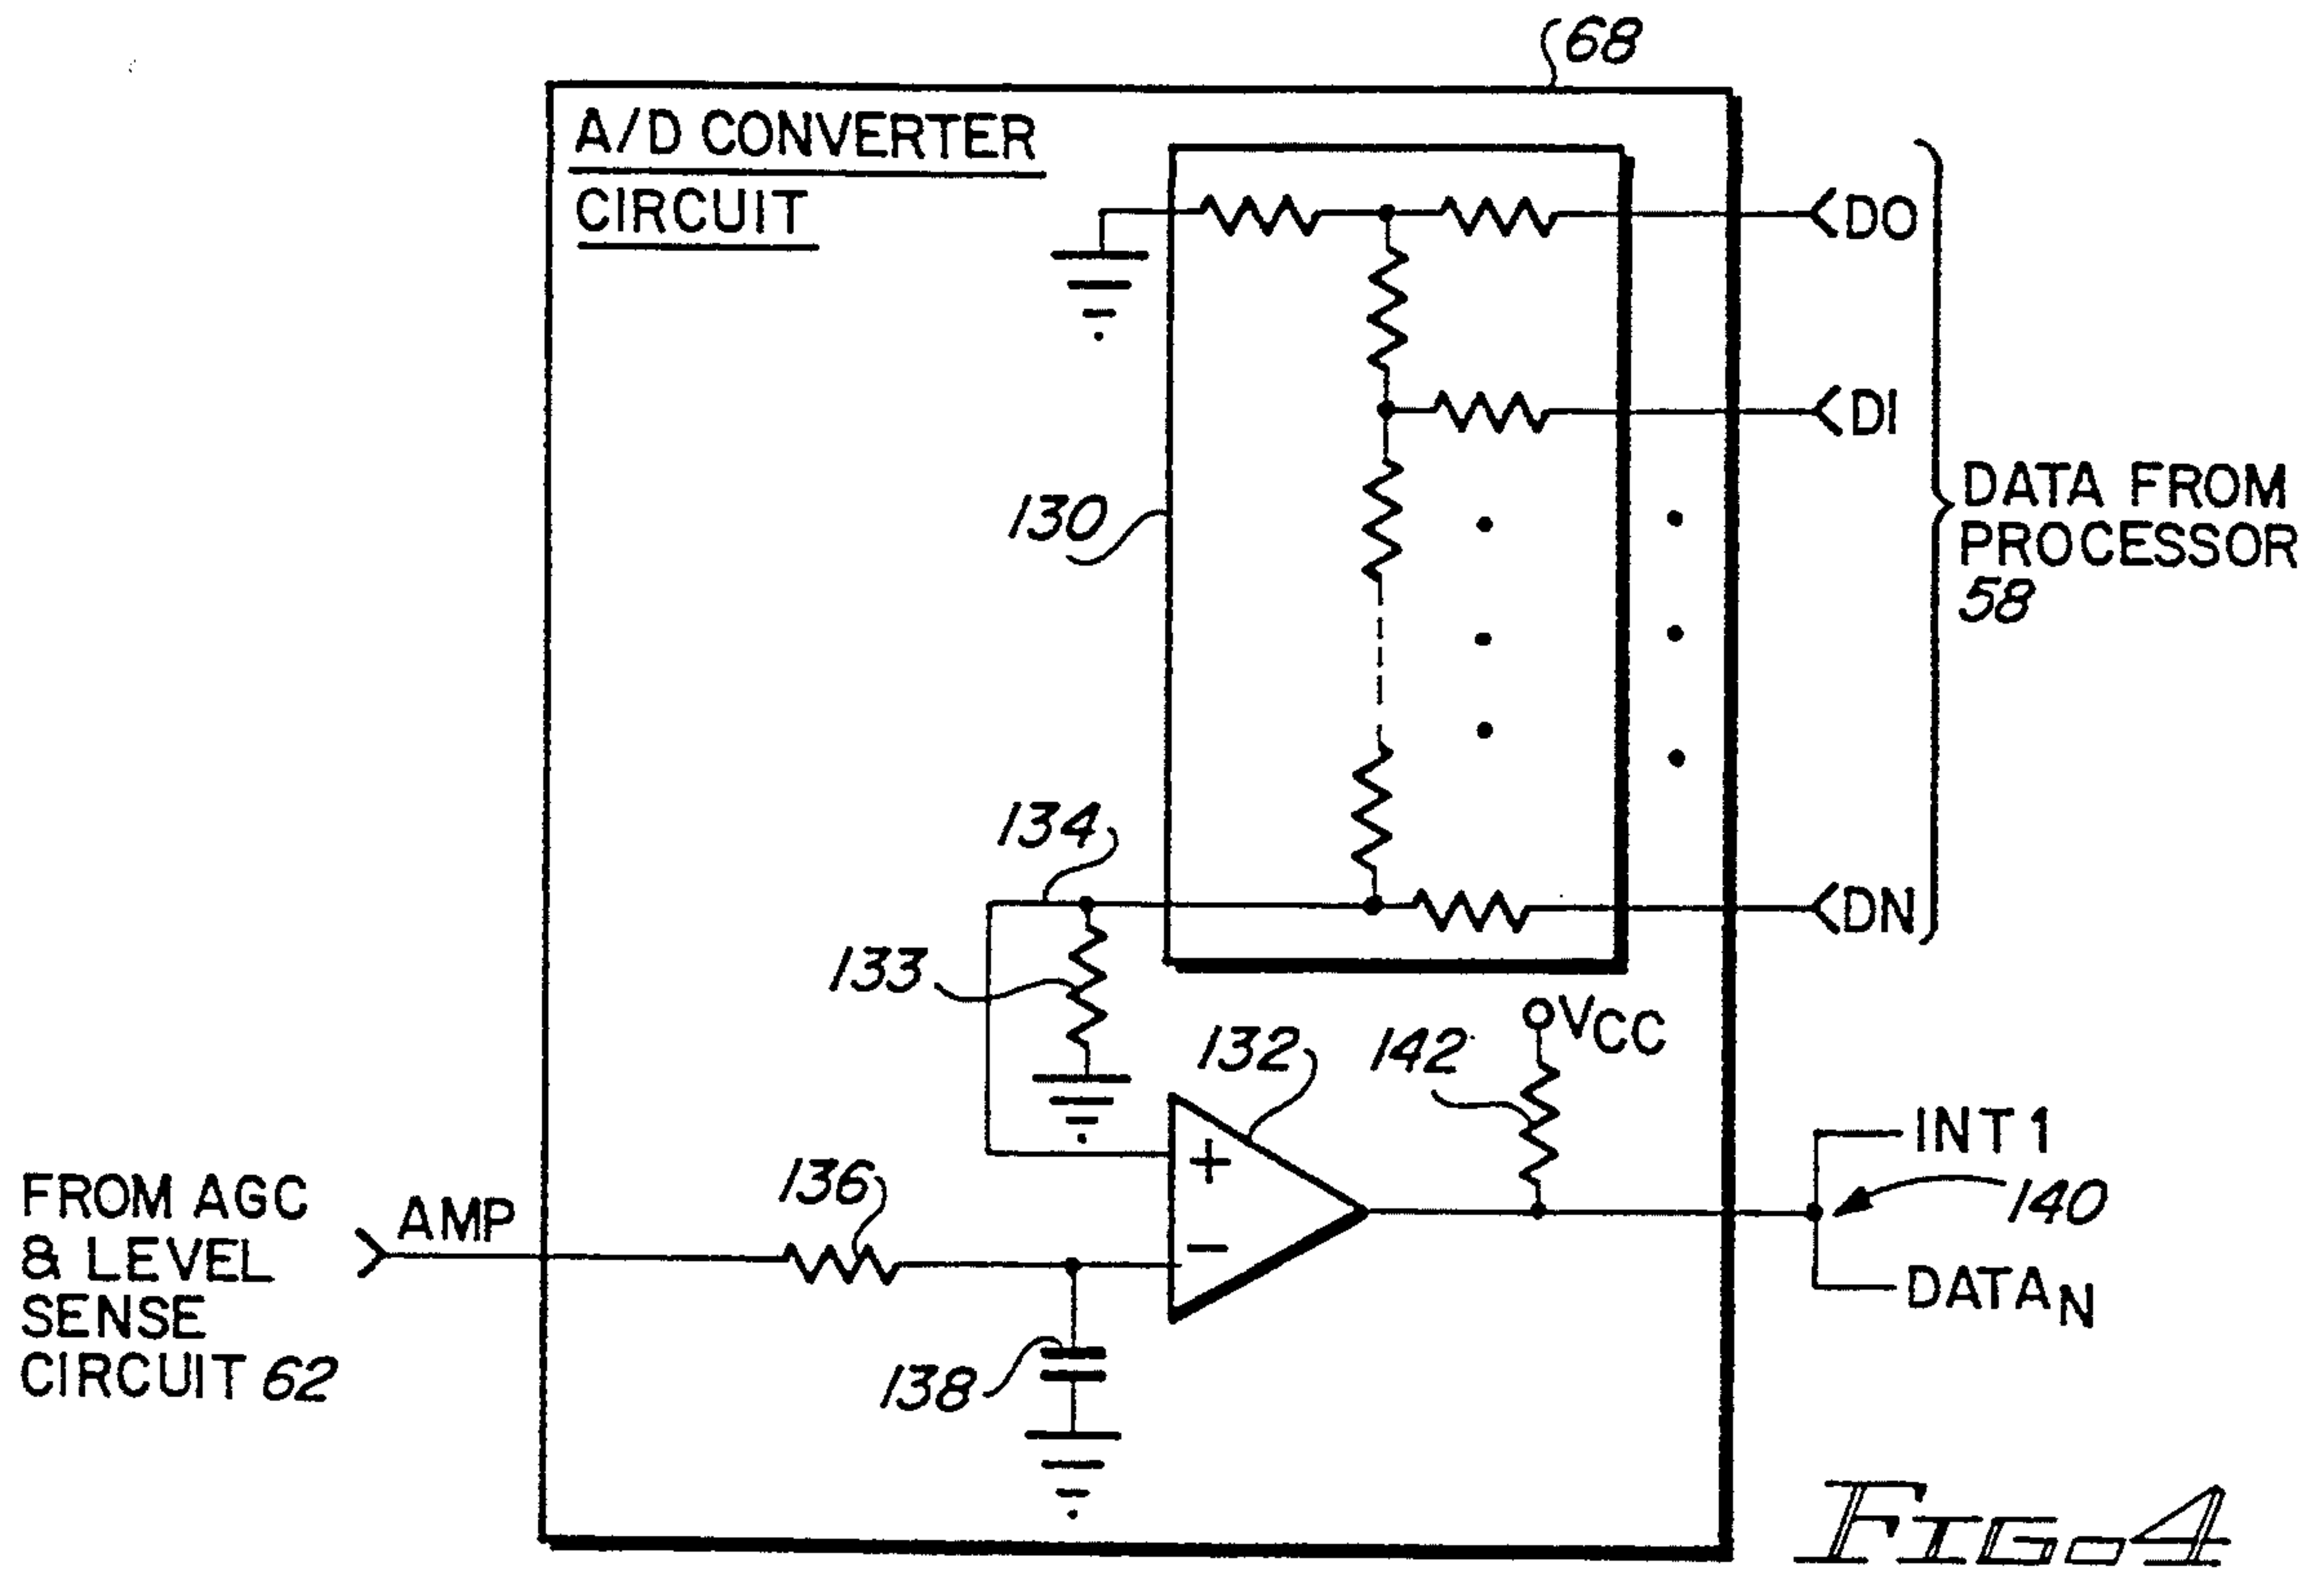 68
A/D CONVERTER
CIRCUIT
DO
DI
130
DATA FROM
PROCESSOR
58
134
DN
133
VCC
132
142
+
INT 1
136
140
FROM AGC
& LEVEL
SENSE
CIRCUIT 62
AMP
−
DATAN
138
FIG. 4